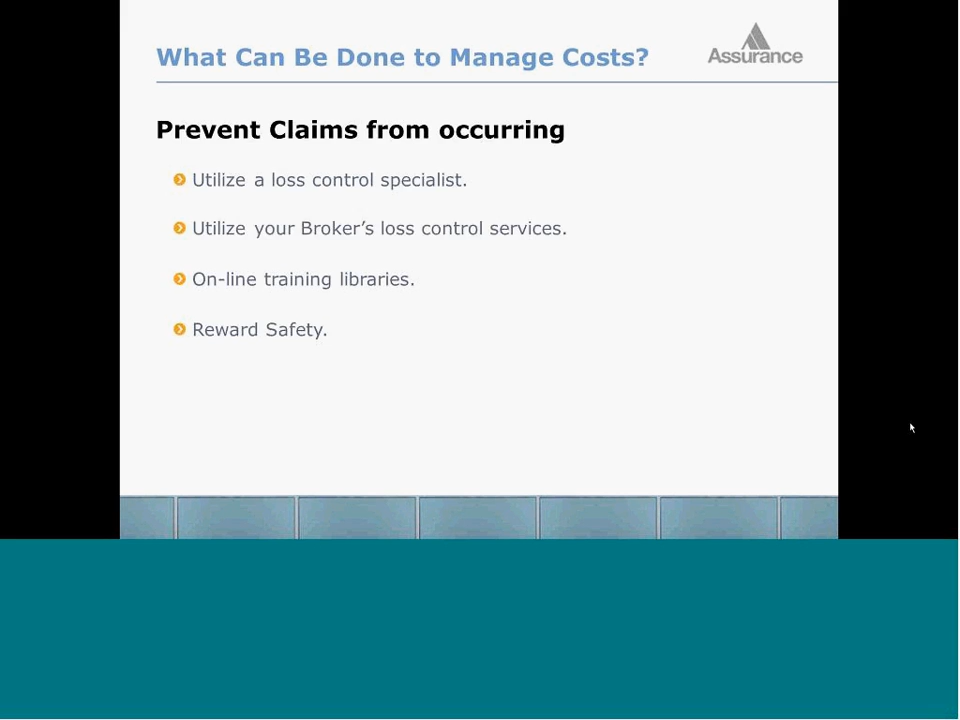 What Can Be Done to Manage Costs?
Assurance
Prevent Claims from occurring
Utilize a loss control specialist.
Utilize your Broker’s loss control services.
On-line training libraries.
Reward Safety.